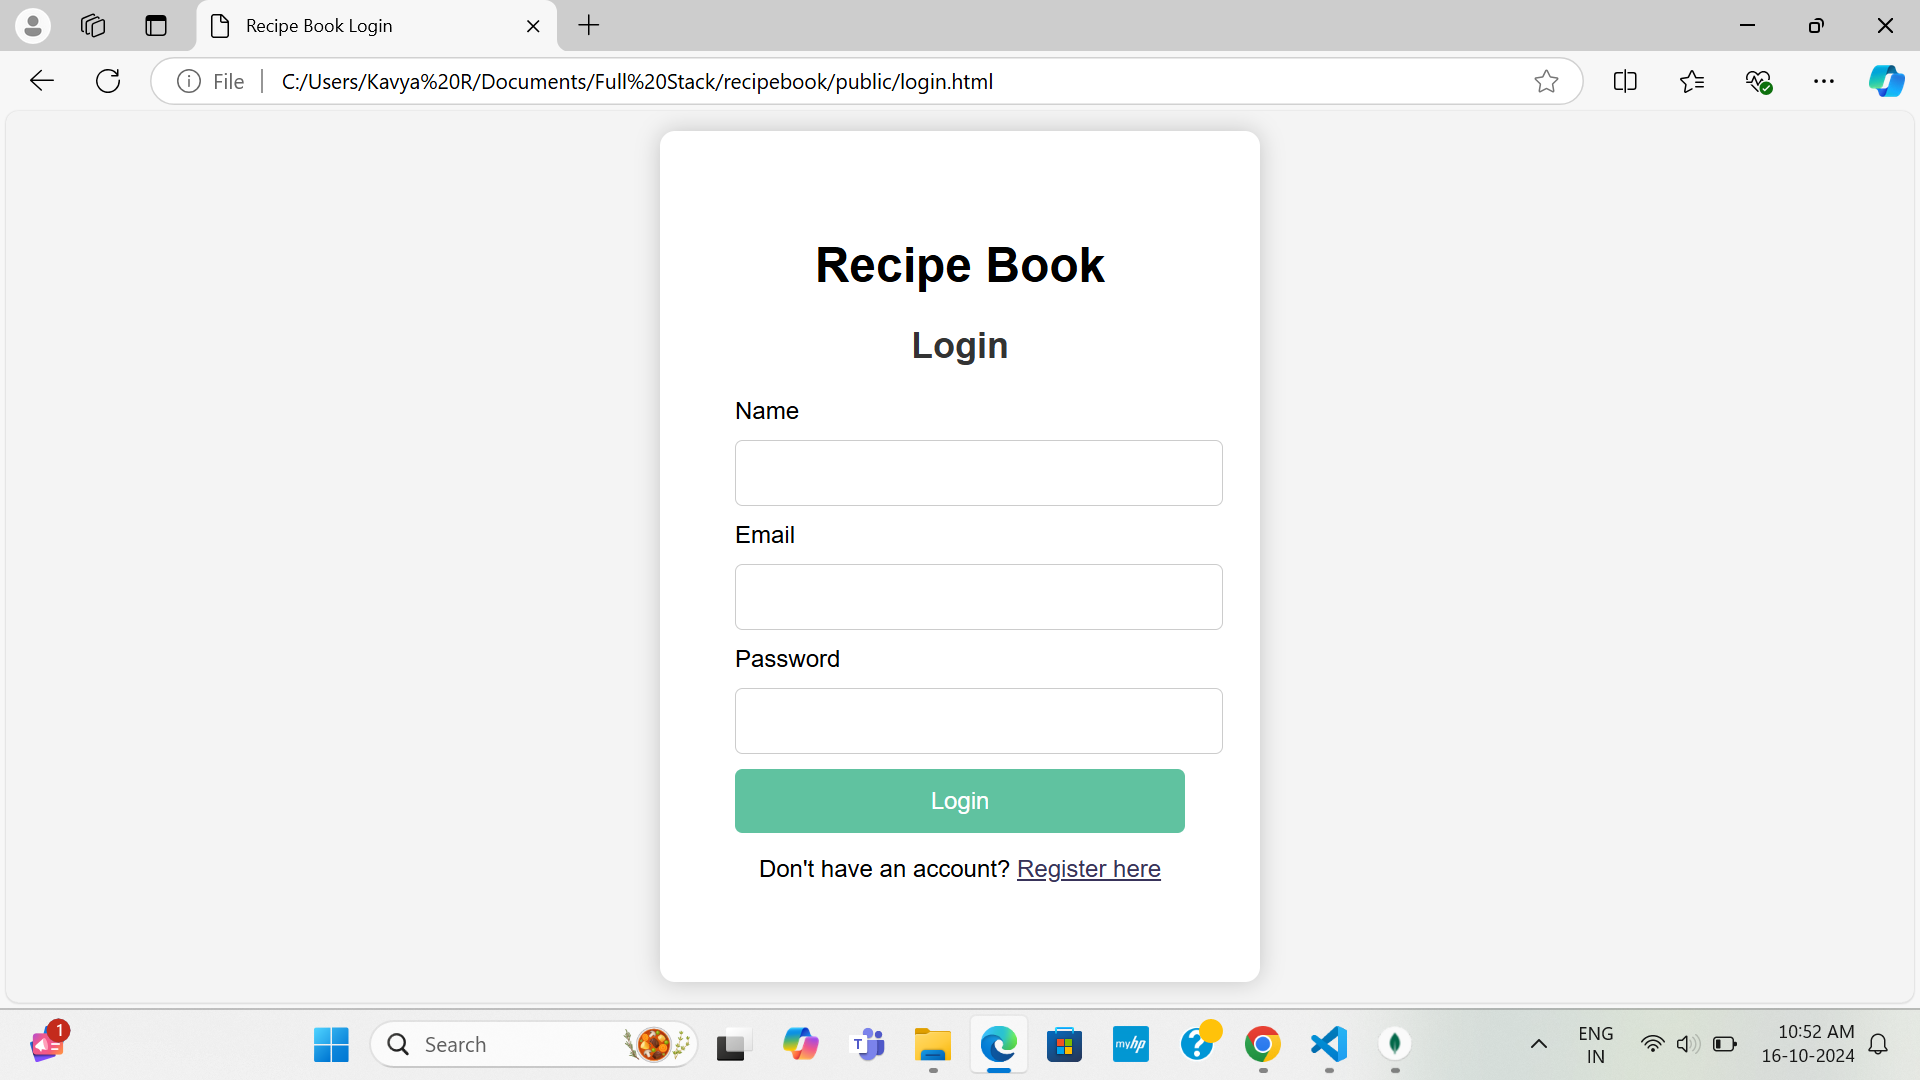 Recipe Book Login
File
C:/Users/Kavya%20R/Documents/Full%20Stack/recipebook/public/login.html
Recipe Book
Login
Name
Email
Password
Login
Don't have an account? Register here
1
Search
T
myhp
?
ENG
IN
10:52 AM
16-10-2024